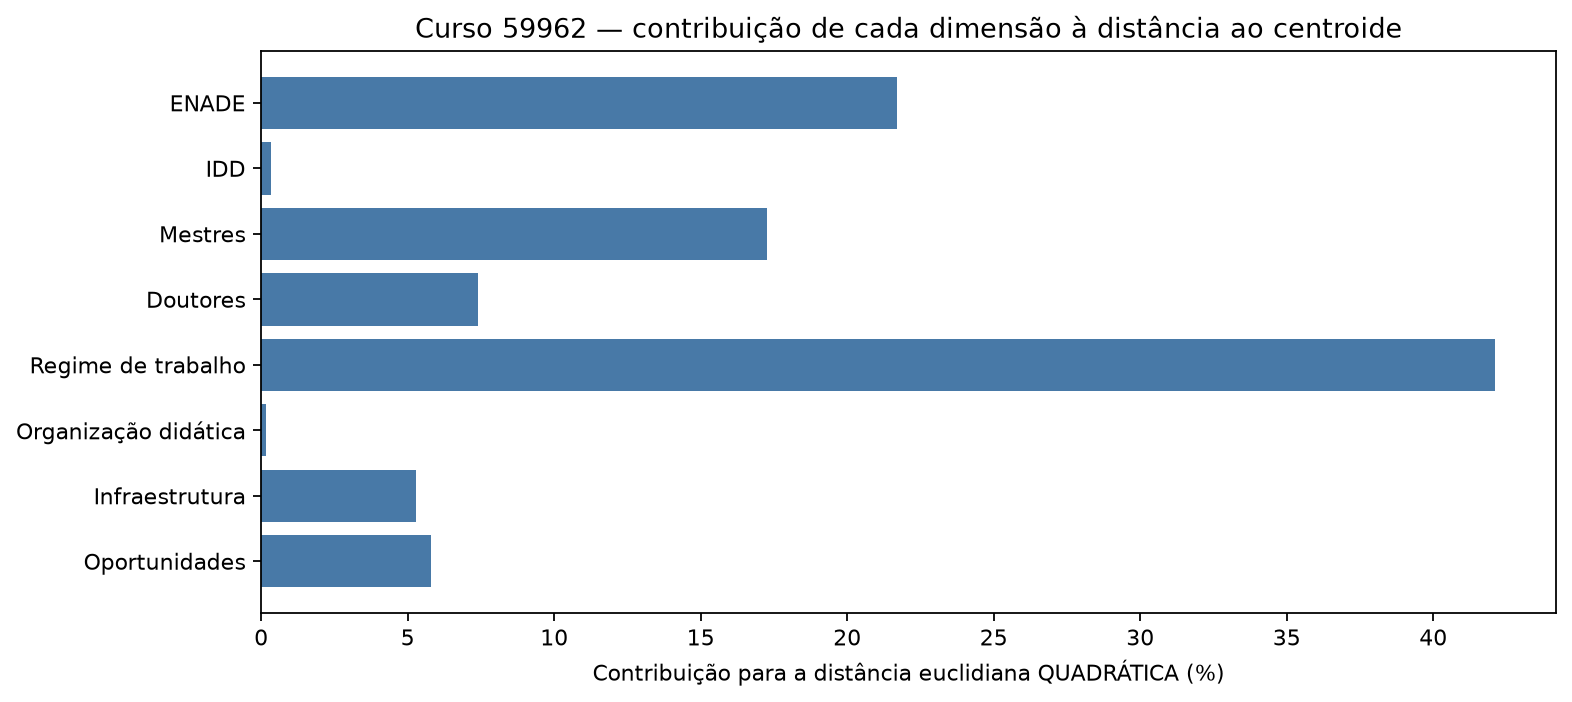 Curso 59962 — contribuição de cada dimensão à distância ao centroide
ENADE
IDD
Mestres
Doutores
Regime de trabalho
Organização didática
Infraestrutura
Oportunidades
0 5 10 15 20 25 30 35 40
Contribuição para a distância euclidiana QUADRÁTICA (%)